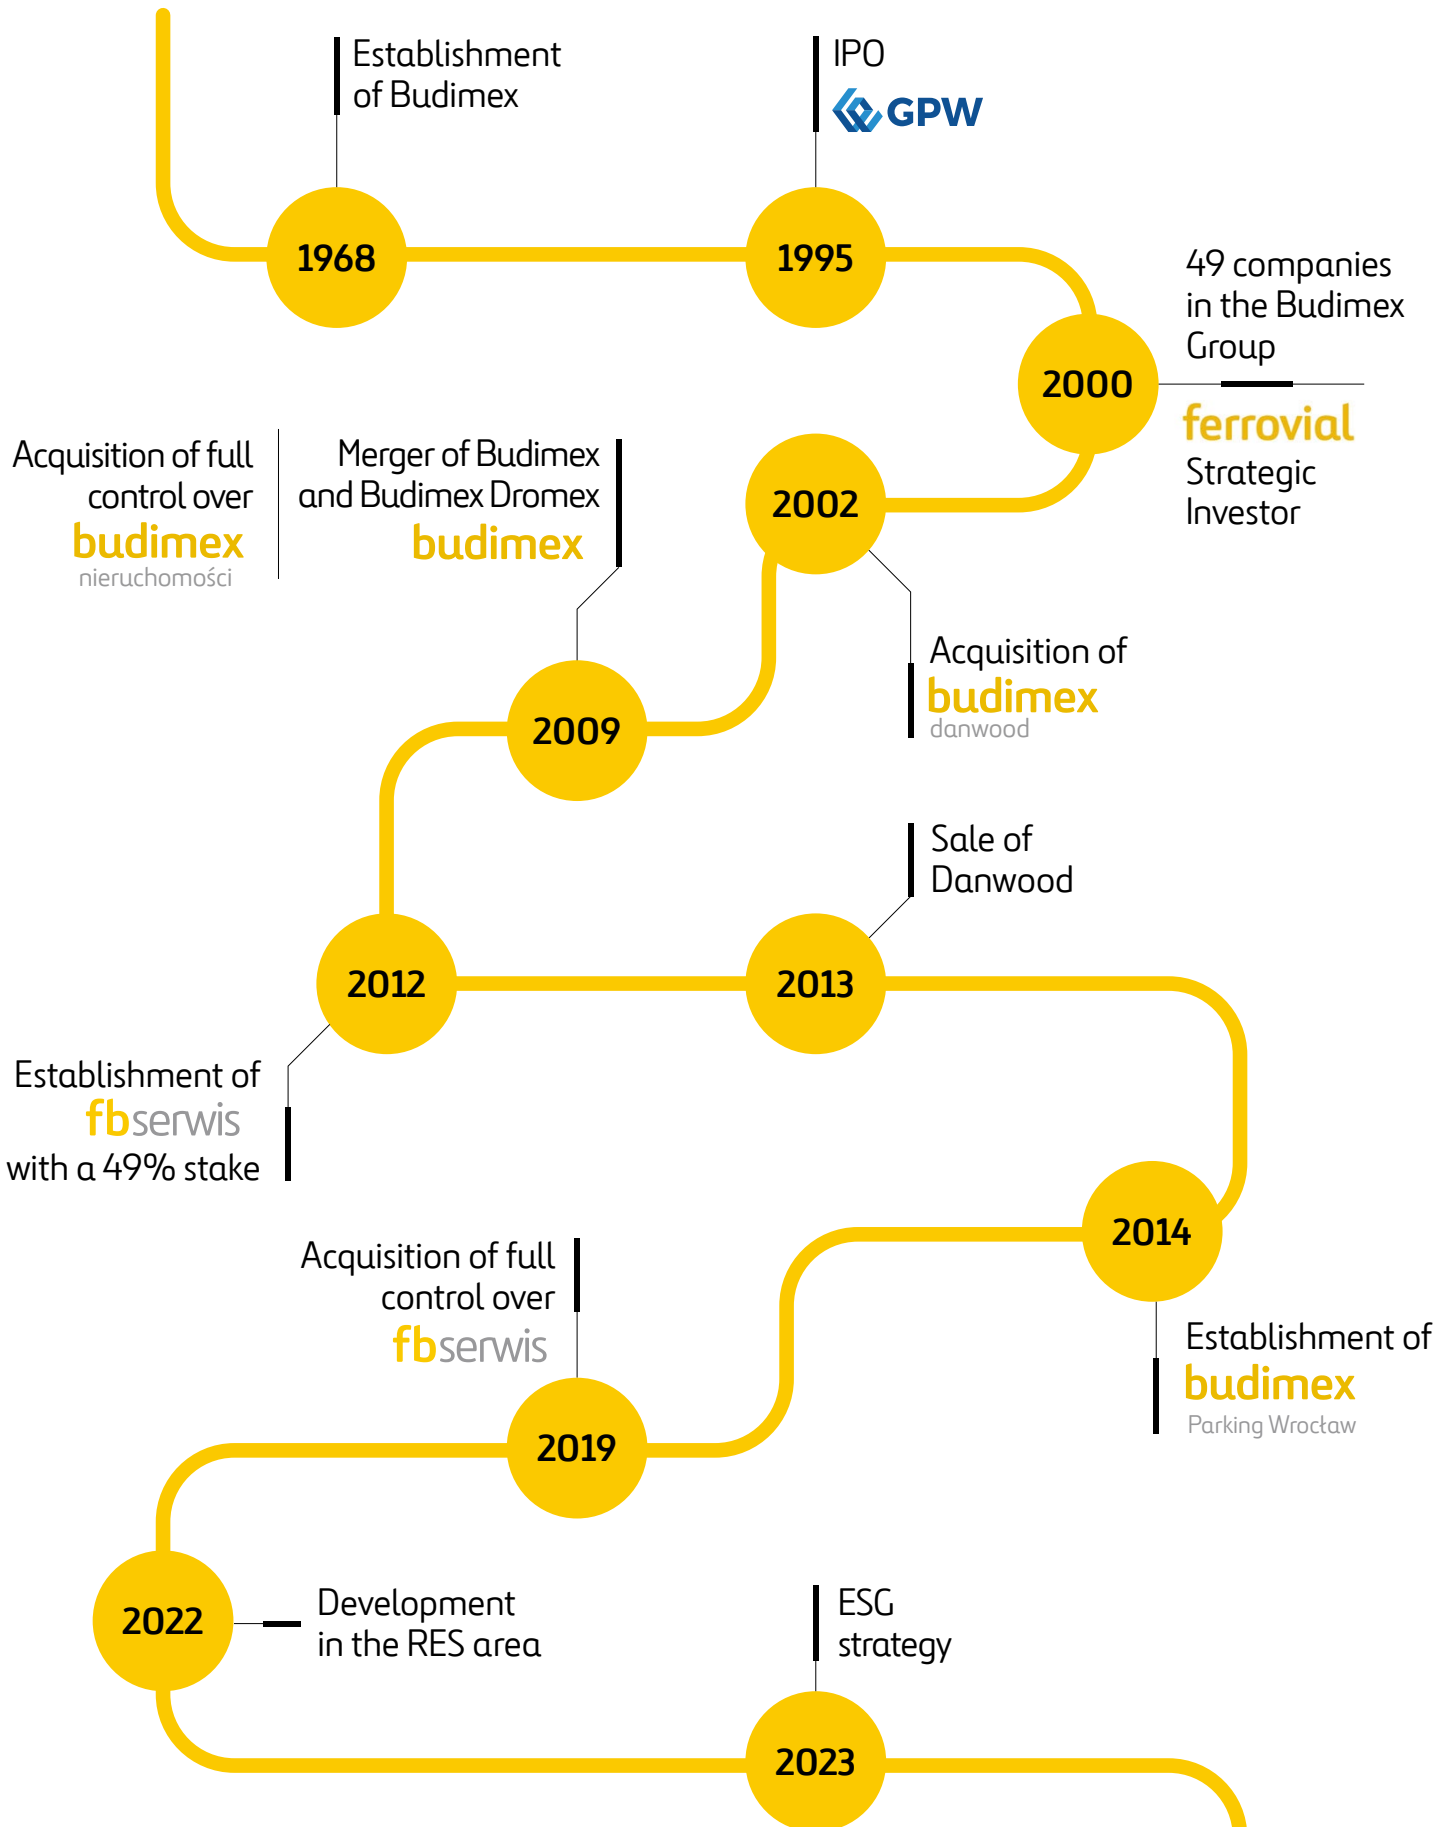 Establishment
of Budimex
1968
IPO
GPW
1995
49 companies
in the Budimex
Group
2000
ferrovial
Strategic
Investor
2002
Acquisition of
budimex
danwood
Merger of Budimex
and Budimex Dromex
budimex
Acquisition of full
control over
budimex
nieruchomości
2009
2012
Establishment of
fbserwis
with a 49% stake
Sale of
Danwood
2013
2014
Establishment of
budimex
Parking Wrocław
Acquisition of full
control over
fbserwis
2019
2022
Development
in the RES area
ESG
strategy
2023